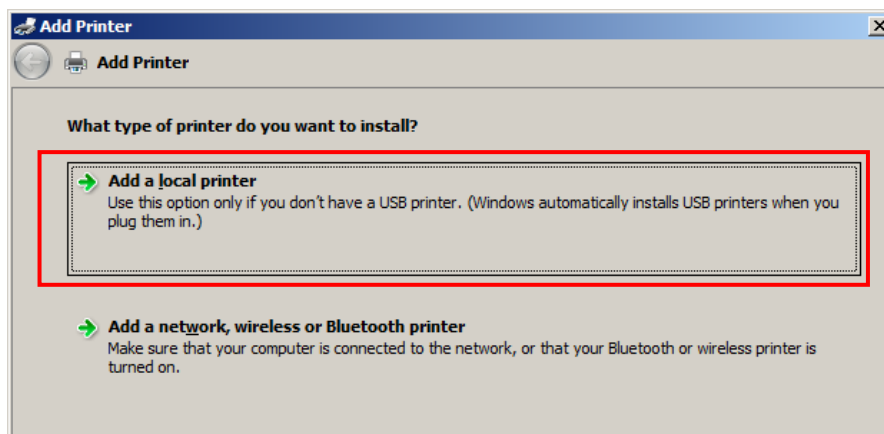 Add Printer
Add Printer
What type of printer do you want to install?
Add a local printer
Use this option only if you don't have a USB printer. (Windows automatically installs USB printers when you
plug them in.)
Add a network, wireless or Bluetooth printer
Make sure that your computer is connected to the network, or that your Bluetooth or wireless printer is
turned on.